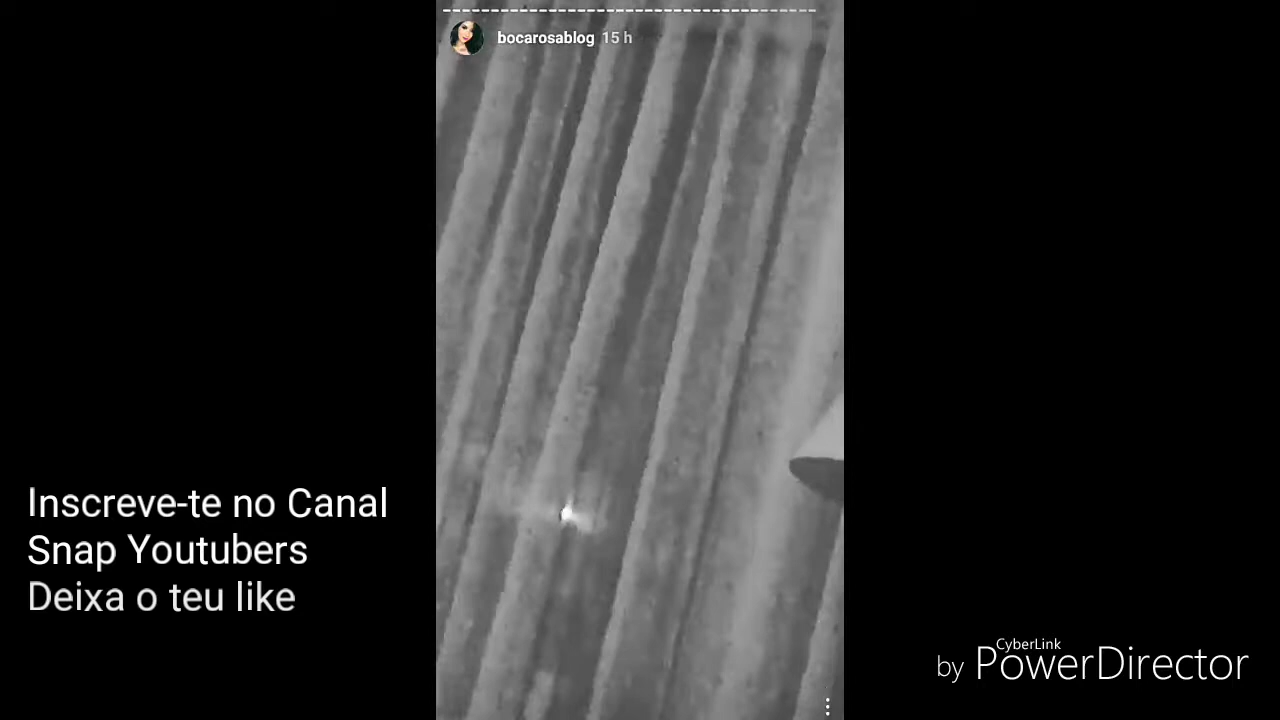 bocarosablog 15 h
Inscreve-te no Canal
Snap Youtubers
Deixa o teu like
CyberLink
by PowerDirector